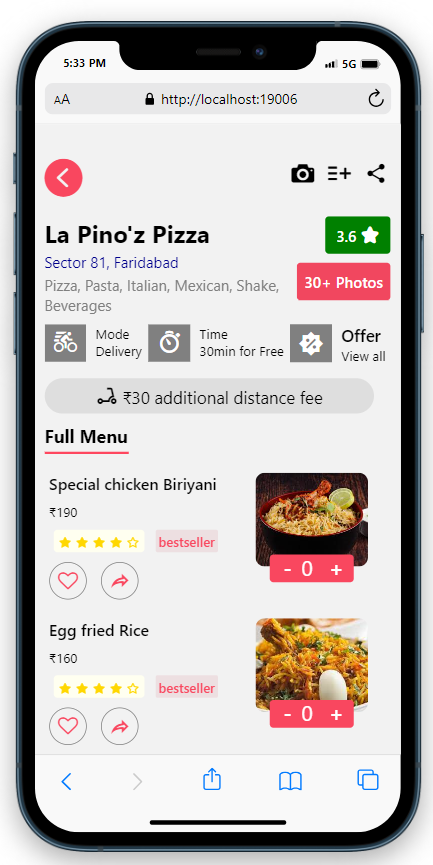 5:33 PM
5G
AA
http://localhost:19006
La Pino'z Pizza
3.6
Sector 81, Faridabad
Pizza, Pasta, Italian, Mexican, Shake,
Beverages
30+ Photos
Mode
Delivery
Time
30min for Free
Offer
View all
₹30 additional distance fee
Full Menu
Special chicken Biriyani
₹190
bestseller
- 0 +
Egg fried Rice
₹160
bestseller
- 0 +